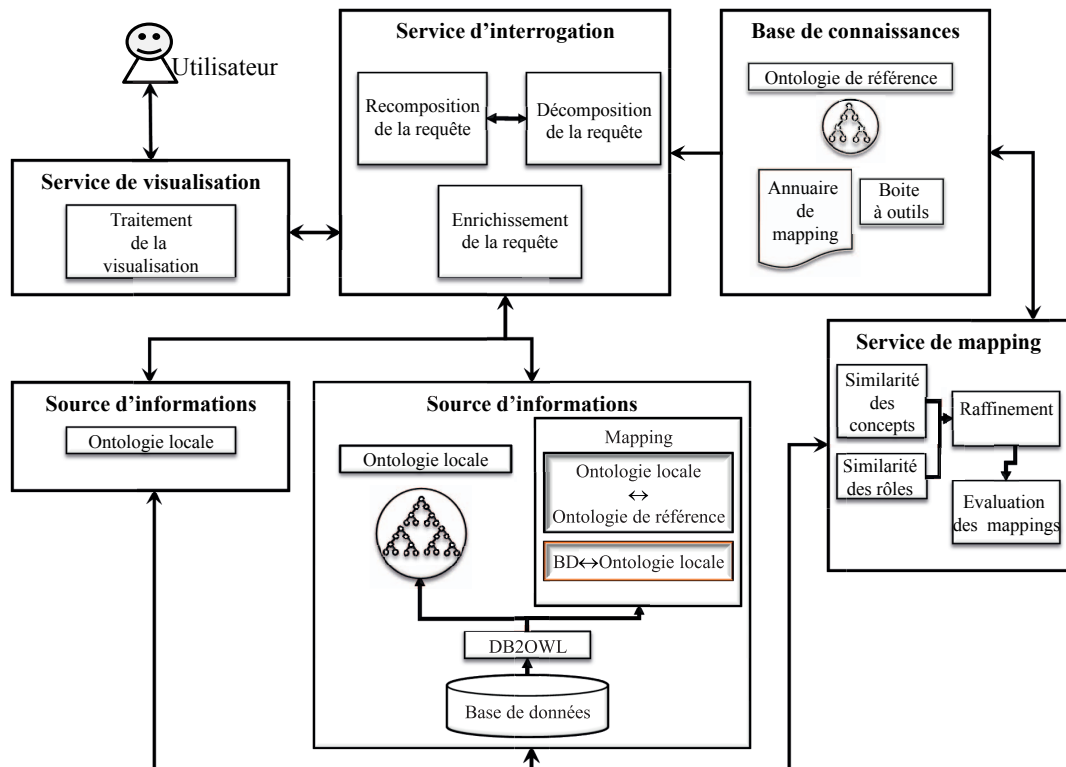 Utilisateur
Service de visualisation
Traitement
de la
visualisation
Service d'interrogation
Recomposition
de la requête
Décomposition
de la requête
Enrichissement
de la requête
Base de connaissances
Ontologie de référence
Annuaire
de
mapping
Boite
à outils
Source d'informations
Ontologie locale
Source d'informations
Ontologie locale
Mapping
Ontologie locale
↔
Ontologie de référence
BD↔Ontologie locale
DB2OWL
Base de données
Service de mapping
Similarité
des
concepts
Similarité
des rôles
Raffinement
Evaluation
des mappings